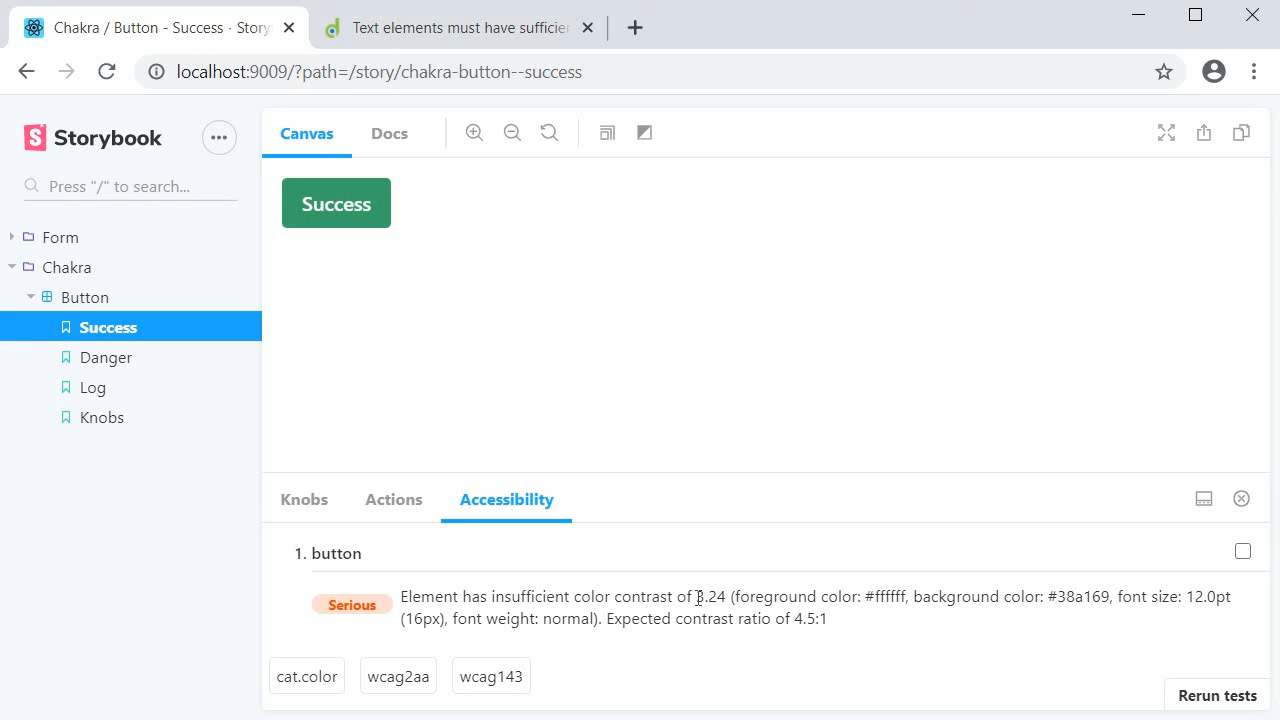 Chakra / Button - Success · Story
Text elements must have sufficien
localhost:9009/?path=/story/chakra-button--success
Storybook
Canvas
Docs
Press "/" to search...
Success
Form
Chakra
Button
Success
Danger
Log
Knobs
Knobs
Actions
Accessibility
1. button
Serious
Element has insufficient color contrast of 3.24 (foreground color: #ffffff, background color: #38a169, font size: 12.0pt
(16px), font weight: normal). Expected contrast ratio of 4.5:1
cat.color
wcag2aa
wcag143
Rerun tests